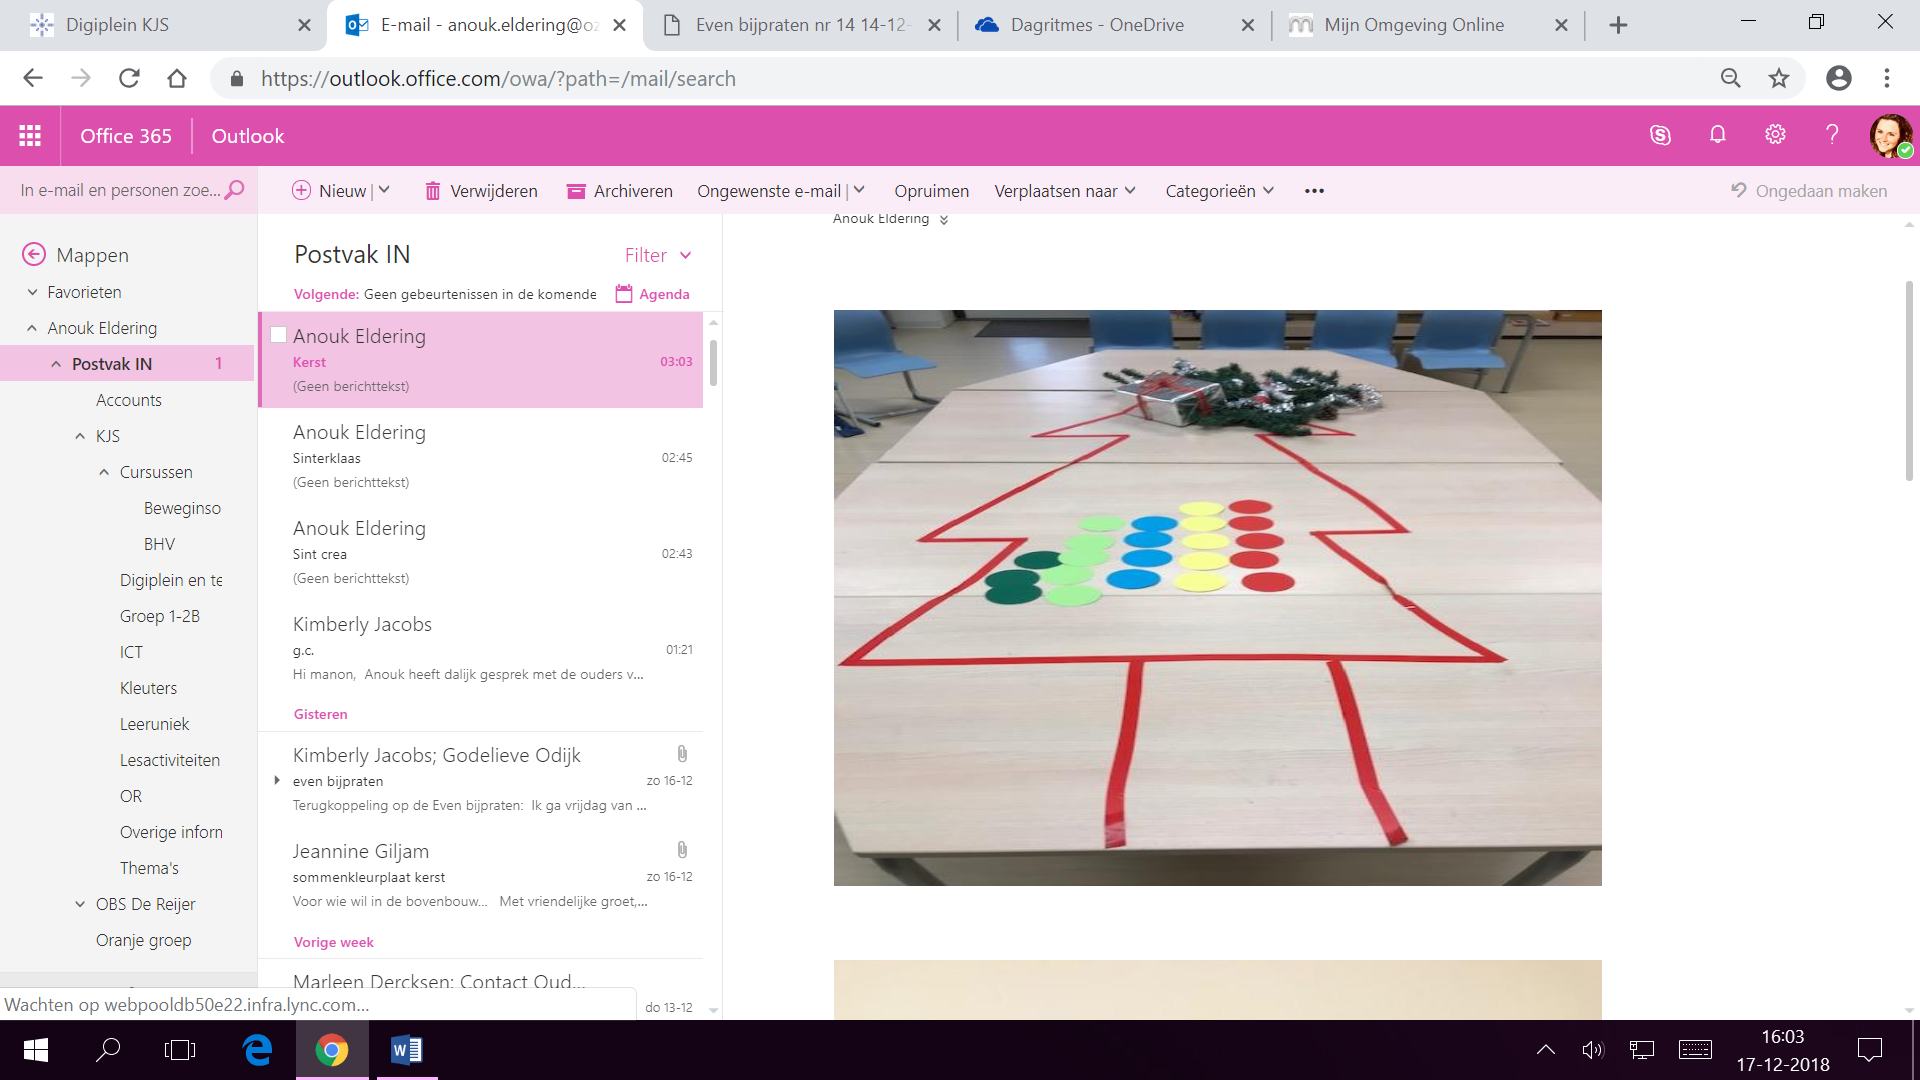 Digiplein KJS
E-mail - anouk.eldering@oz
Even bijpraten nr 14 14-12-
Dagritmes - OneDrive
Mijn Omgeving Online
https://outlook.office.com/owa/?path=/mail/search
Office 365
Outlook
In e-mail en personen zoe...
Nieuw
Verwijderen
Archiveren
Ongewenste e-mail
Opruimen
Verplaatsen naar
Categorieën
Ongedaan maken
Mappen
Favorieten
Anouk Eldering
Postvak IN 1
Accounts
KJS
Cursussen
Beweginso
BHV
Digiplein en te
Groep 1-2B
ICT
Kleuters
Leeruniek
Lesactiviteiten
OR
Overige inforn
Thema's
OBS De Reijer
Oranje groep
Postvak IN
Filter
Volgende: Geen gebeurtenissen in de komende
Agenda
Anouk Eldering
Kerst 03:03
(Geen berichttekst)
Anouk Eldering
Sinterklaas 02:45
(Geen berichttekst)
Anouk Eldering
Sint crea 02:43
(Geen berichttekst)
Kimberly Jacobs
g.c. 01:21
Hi manon, Anouk heeft dalijk gesprek met de ouders v...
Gisteren
Kimberly Jacobs; Godelieve Odijk
even bijpraten zo 16-12
Terugkoppeling op de Even bijpraten: Ik ga vrijdag van ...
Jeannine Giljam
sommenkleurplaat kerst zo 16-12
Voor wie wil in de bovenbouw... Met vriendelijke groet,...
Vorige week
Marleen Dercksen; Contact Oud...
do 13-12
Anouk Eldering
Wachten op webpooldb50e22.infra.lync.com...
16:03
17-12-2018